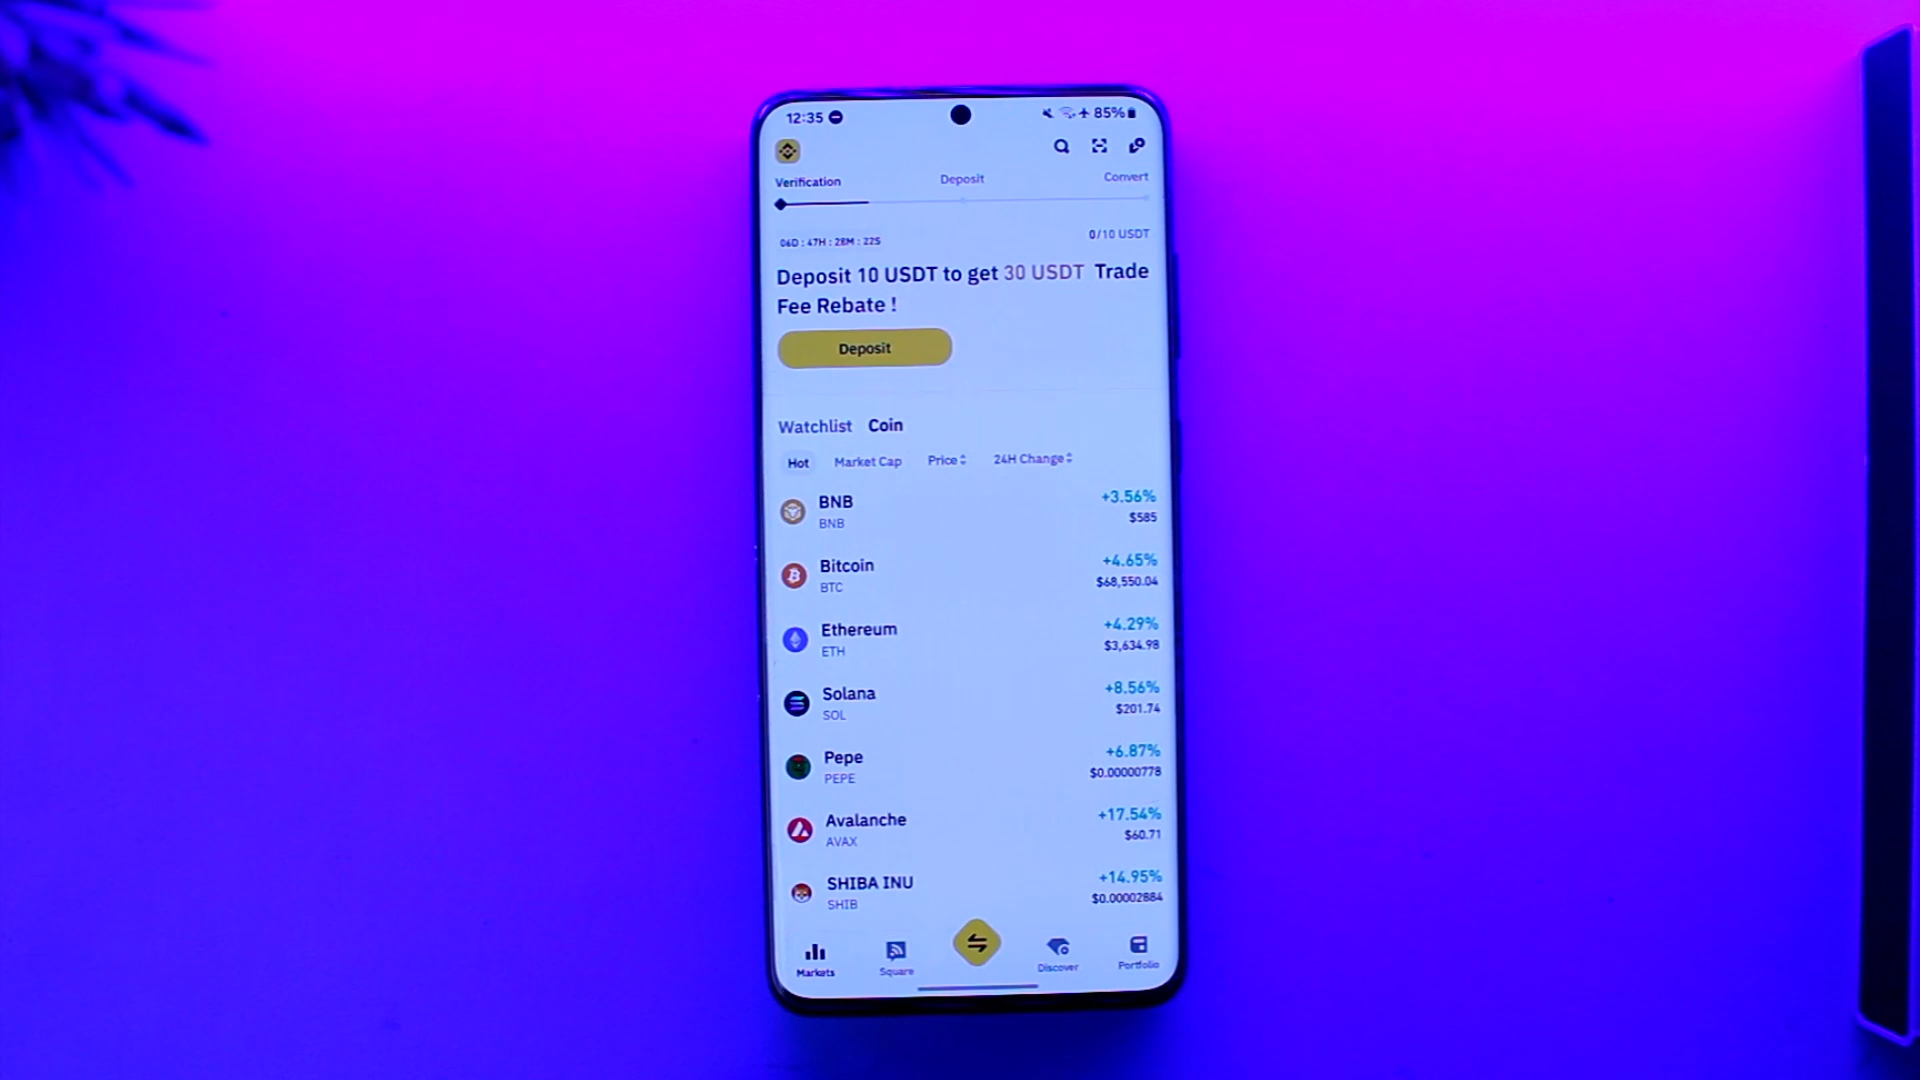 12:35 85%
Verification Deposit Convert
06D : 47H : 28M : 22S 0/10 USDT
Deposit 10 USDT to get 30 USDT Trade
Fee Rebate !
Deposit
Watchlist Coin
Hot Market Cap Price 24H Change
BNB +3.56%
BNB $585
Bitcoin +4.65%
BTC $68,550.04
Ethereum +4.29%
ETH $3,634.98
Solana +8.56%
SOL $201.74
Pepe +6.87%
PEPE $0.00000778
Avalanche +17.54%
AVAX $60.71
SHIBA INU +14.95%
SHIB $0.00002884
Markets Square Discover Portfolio